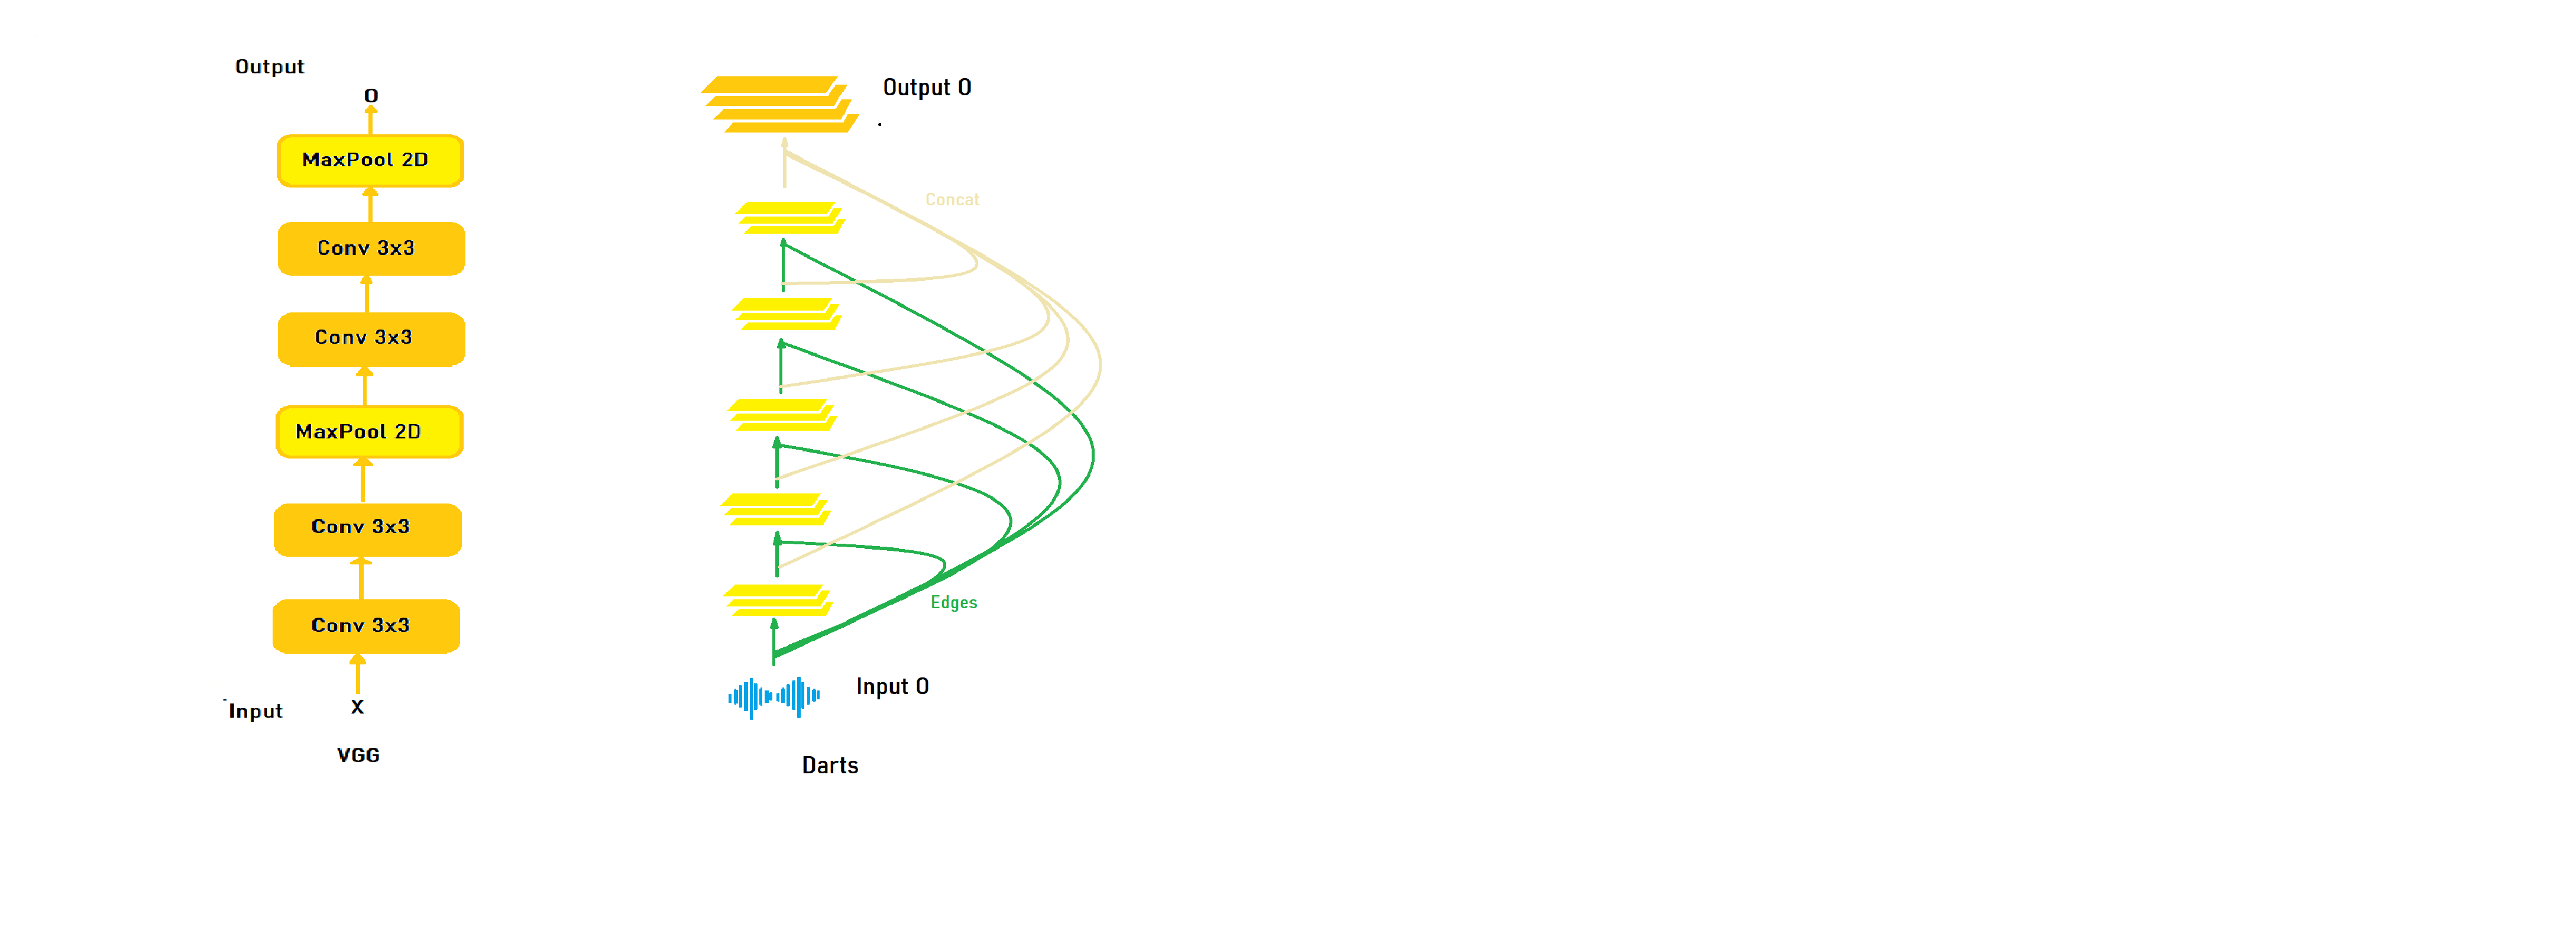 Output
O
MaxPool 2D
Conv 3x3
Conv 3x3
MaxPool 2D
Conv 3x3
Conv 3x3
Input
X
VGG
Output O
Concat
Edges
Input O
Darts